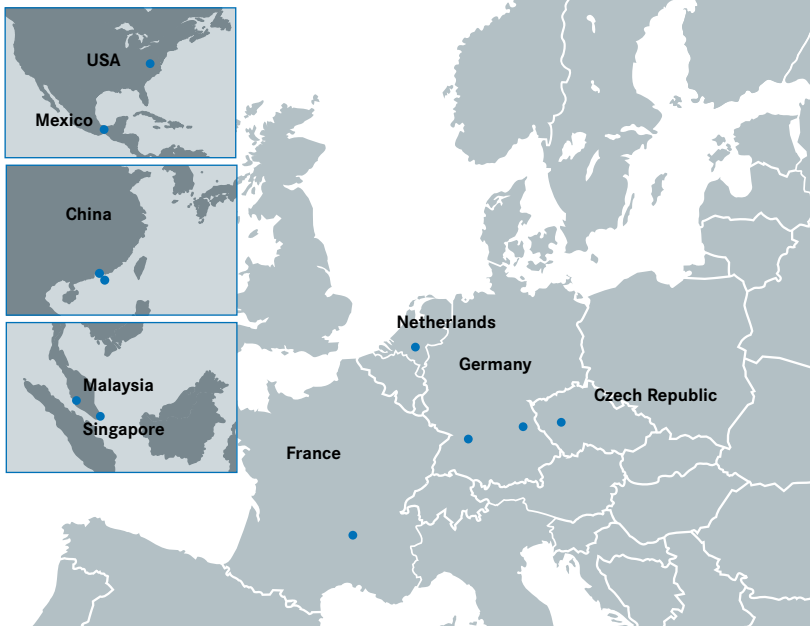 USA
Mexico
China
Malaysia
Singapore
Netherlands
Germany
Czech Republic
France